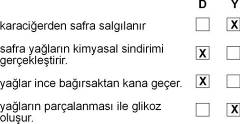 D Y
karaciğerden safra salgılanır X
safra yağların kimyasal sindirimi X
gerçekleştirir.
yağlar ince bağırsaktan kana geçer. X
yağların parçalanması ile glikoz X
oluşur.